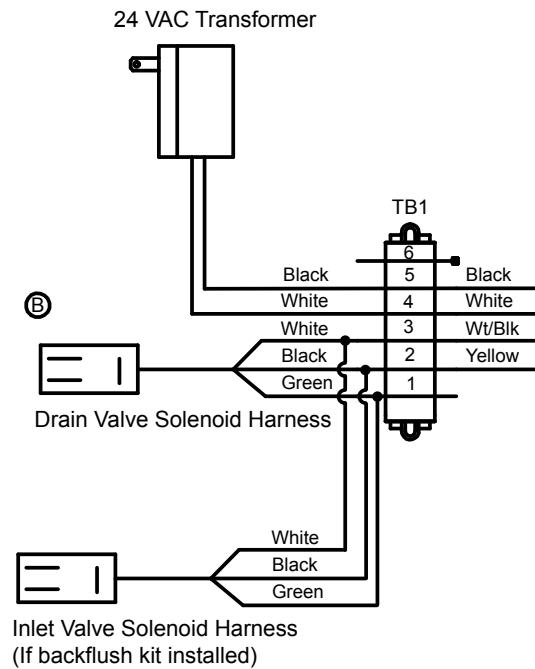 24 VAC Transformer
TB1
6
Black 5 Black
White 4 White
B
White 3 Wt/Blk
Black 2 Yellow
Green 1
Drain Valve Solenoid Harness
White
Black
Green
Inlet Valve Solenoid Harness
(If backflush kit installed)